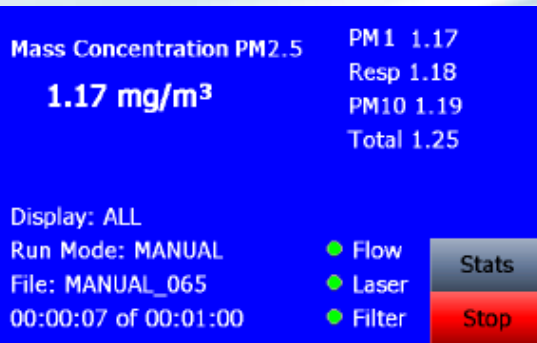 Mass Concentration PM2.5
1.17 mg/m³
PM1 1.17
Resp 1.18
PM10 1.19
Total 1.25
Display: ALL
Run Mode: MANUAL
File: MANUAL_065
00:00:07 of 00:01:00
Flow
Laser
Filter
Stats
Stop